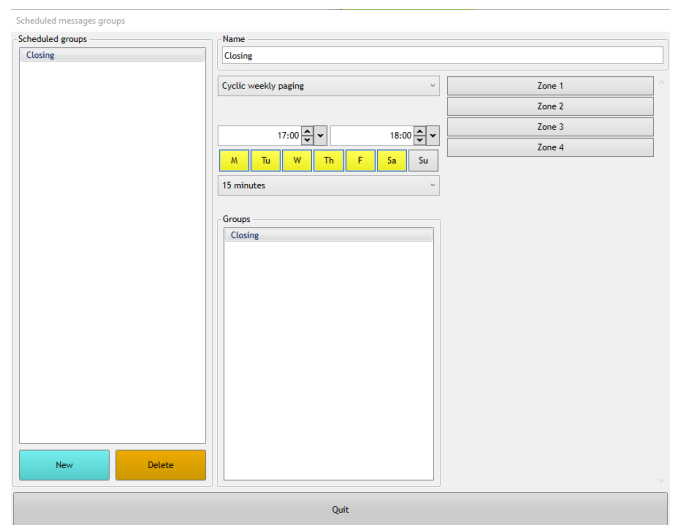 Scheduled messages groups
Scheduled groups
Closing
New
Delete
Name
Closing
Cyclic weekly paging
17:00
18:00
M Tu W Th F Sa Su
15 minutes
Groups
Closing
Zone 1
Zone 2
Zone 3
Zone 4
Quit